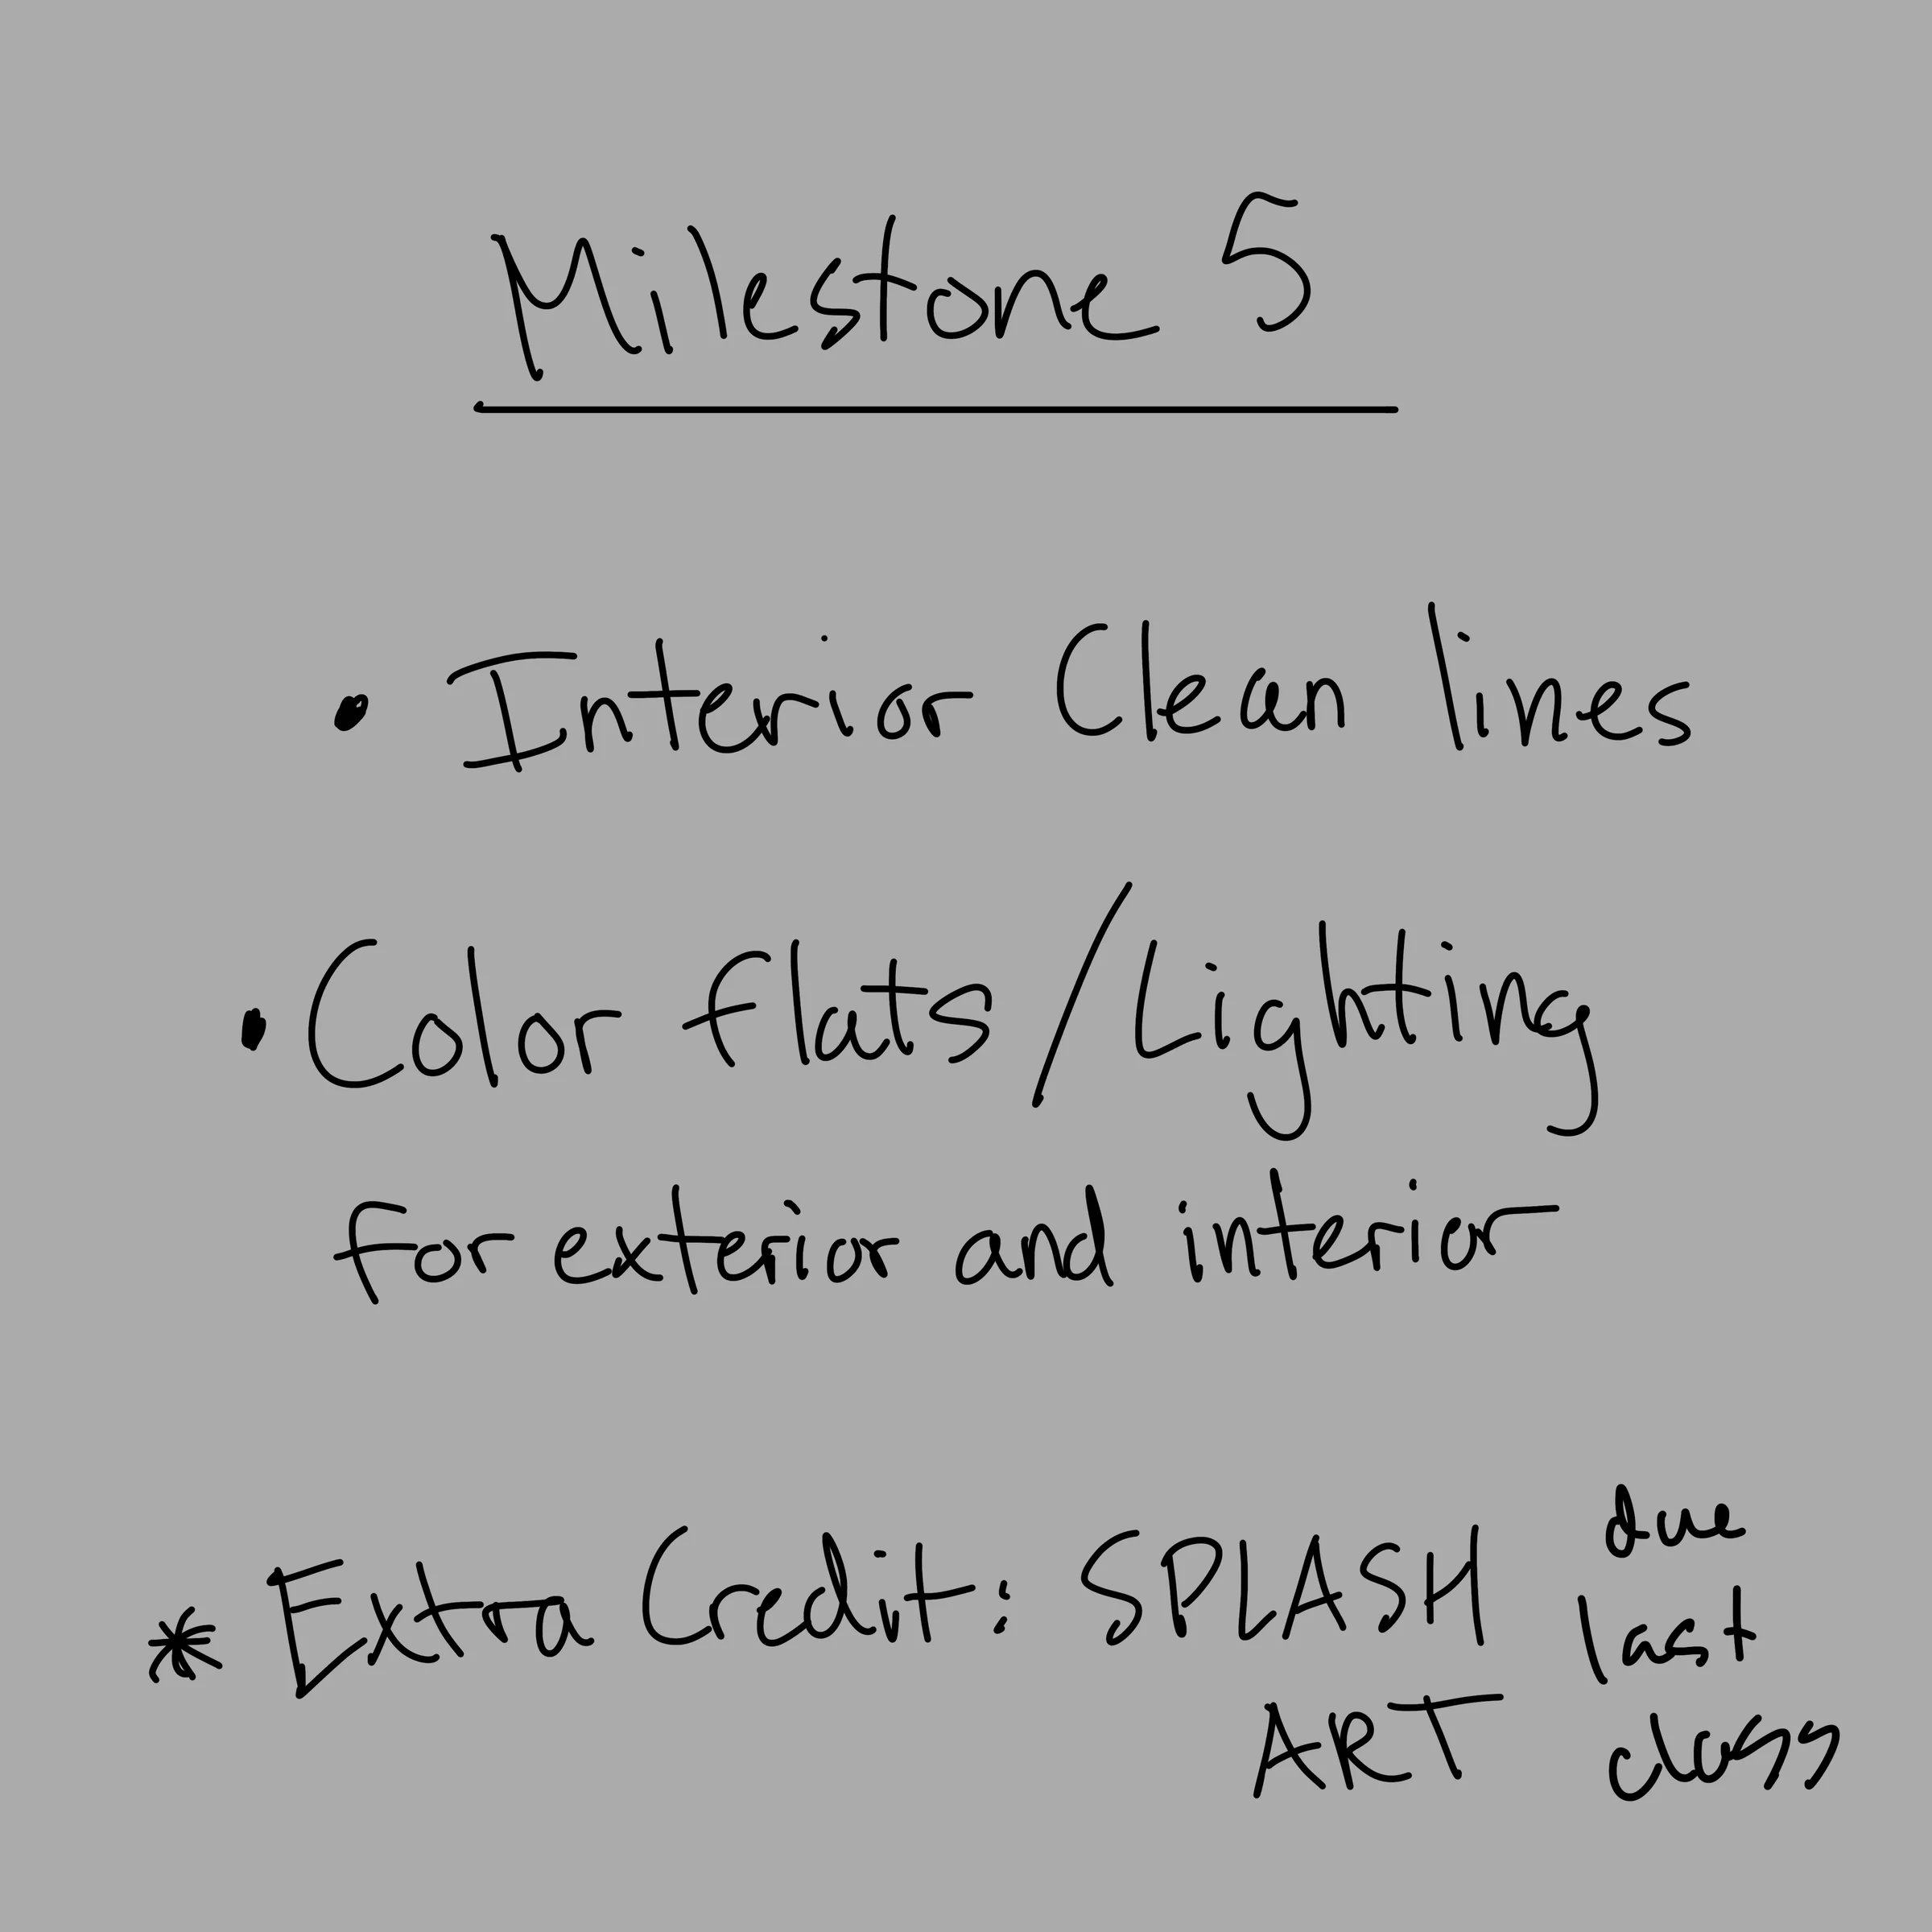 Milestone 5
• Interior Clean lines
• Color flats / Lighting
for exterior and interior
* Extra Credit: SPLASH
ART
due
last
class